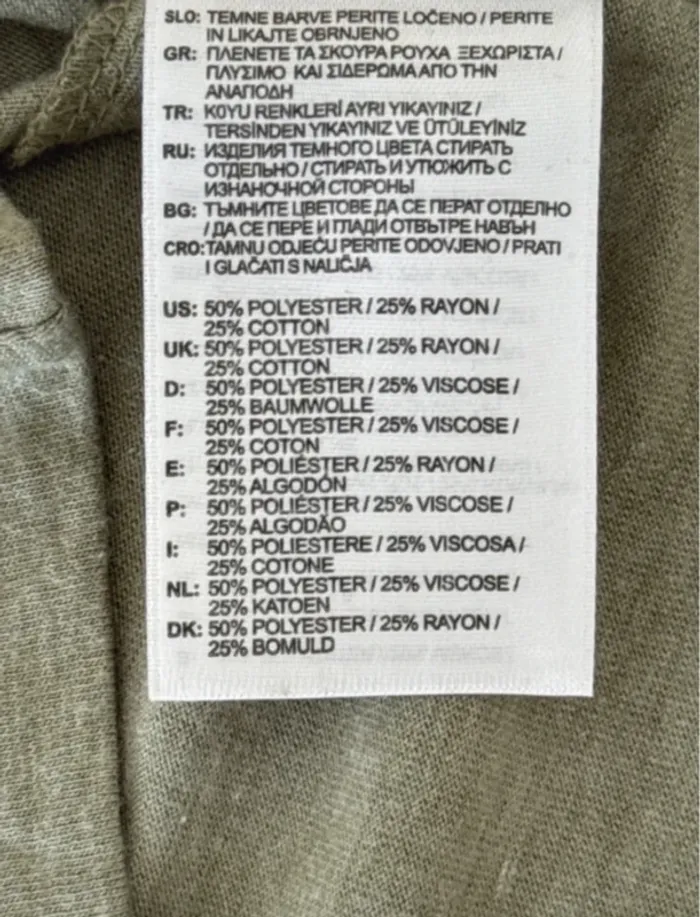 SLO: TEMNE BARVE PERITE LOČENO / PERITE
IN LIKAJTE OBRNJENO
GR: ΠΛΕΝΕΤΕ ΤΑ ΣΚΟΥΡΑ ΡΟΥΧΑ ΞΕΧΩΡΙΣΤΑ /
ΠΛΥΣΙΜΟ ΚΑΙ ΣΙΔΕΡΩΜΑ ΑΠΟ ΤΗΝ
ΑΝΑΠΟΔΗ
TR: KOYU RENKLERİ AYRI YIKAYINIZ /
TERSİNDEN YIKAYINIZ VE ÜTÜLEYİNİZ
RU: ИЗДЕЛИЯ ТЕМНОГО ЦВЕТА СТИРАТЬ
ОТДЕЛЬНО / СТИРАТЬ И УТЮЖИТЬ С
ИЗНАНОЧНОЙ СТОРОНЫ
BG: ТЪМНИТЕ ЦВЕТОВЕ ДА СЕ ПЕРАТ ОТДЕЛНО
/ ДА СЕ ПЕРЕ И ГЛАДИ ОТВЪТРЕ НАВЪН
CRO: TAMNU ODJEĆU PERITE ODOVJENO / PRATI
I GLAČATI S NALIČJA
US: 50% POLYESTER / 25% RAYON /
25% COTTON
UK: 50% POLYESTER / 25% RAYON /
25% COTTON
D: 50% POLYESTER / 25% VISCOSE /
25% BAUMWOLLE
F: 50% POLYESTER / 25% VISCOSE /
25% COTON
E: 50% POLIÉSTER / 25% RAYON /
25% ALGODÓN
P: 50% POLIÉSTER / 25% VISCOSE /
25% ALGODÃO
I: 50% POLIESTERE / 25% VISCOSA /
25% COTONE
NL: 50% POLYESTER / 25% VISCOSE /
25% KATOEN
DK: 50% POLYESTER / 25% RAYON /
25% BOMULD